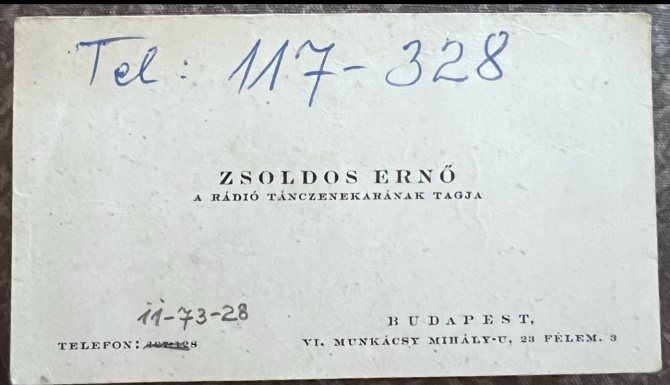 Tel: 117-328
ZSOLDOS ERNŐ
A RÁDIÓ TÁNCZENEKARÁNAK TAGJA
11-73-28
TELEFON:
BUDAPEST,
VI. MUNKÁCSY MIHÁLY-U, 23 FÉLEM. 3